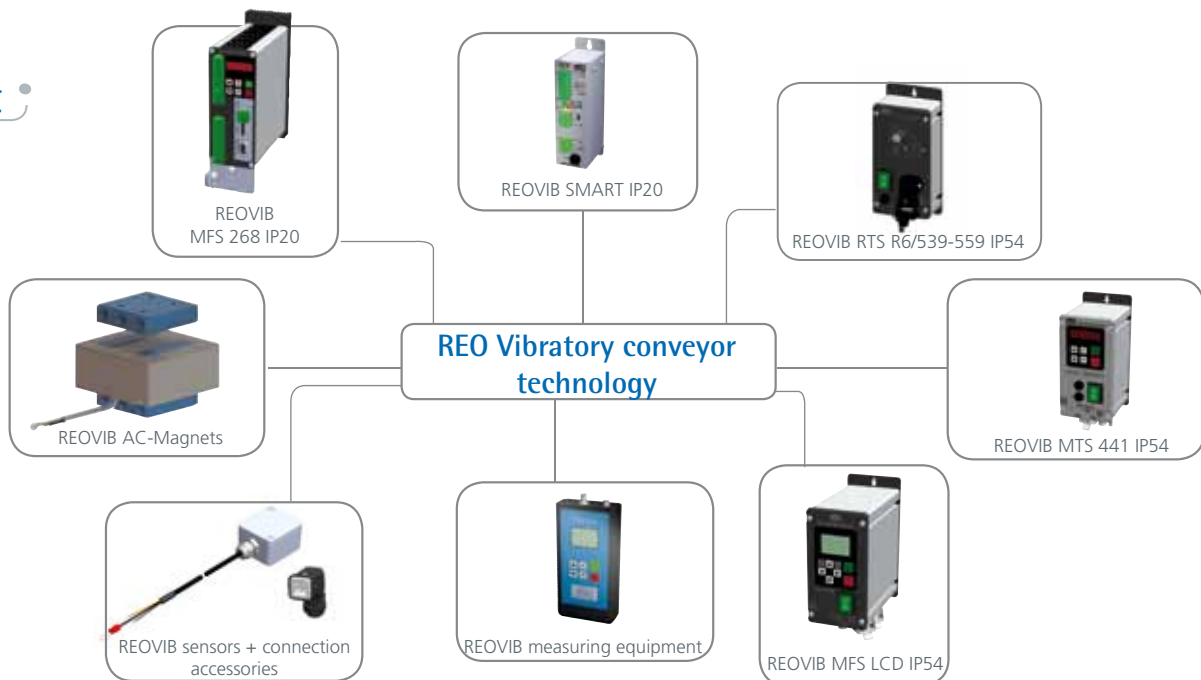 REOVIB
MFS 268 IP20
REOVIB SMART IP20
REOVIB RTS R6/539-559 IP54
REO Vibratory conveyor
technology
REOVIB AC-Magnets
REOVIB MTS 441 IP54
REOVIB sensors + connection
accessories
REOVIB measuring equipment
REOVIB MFS LCD IP54